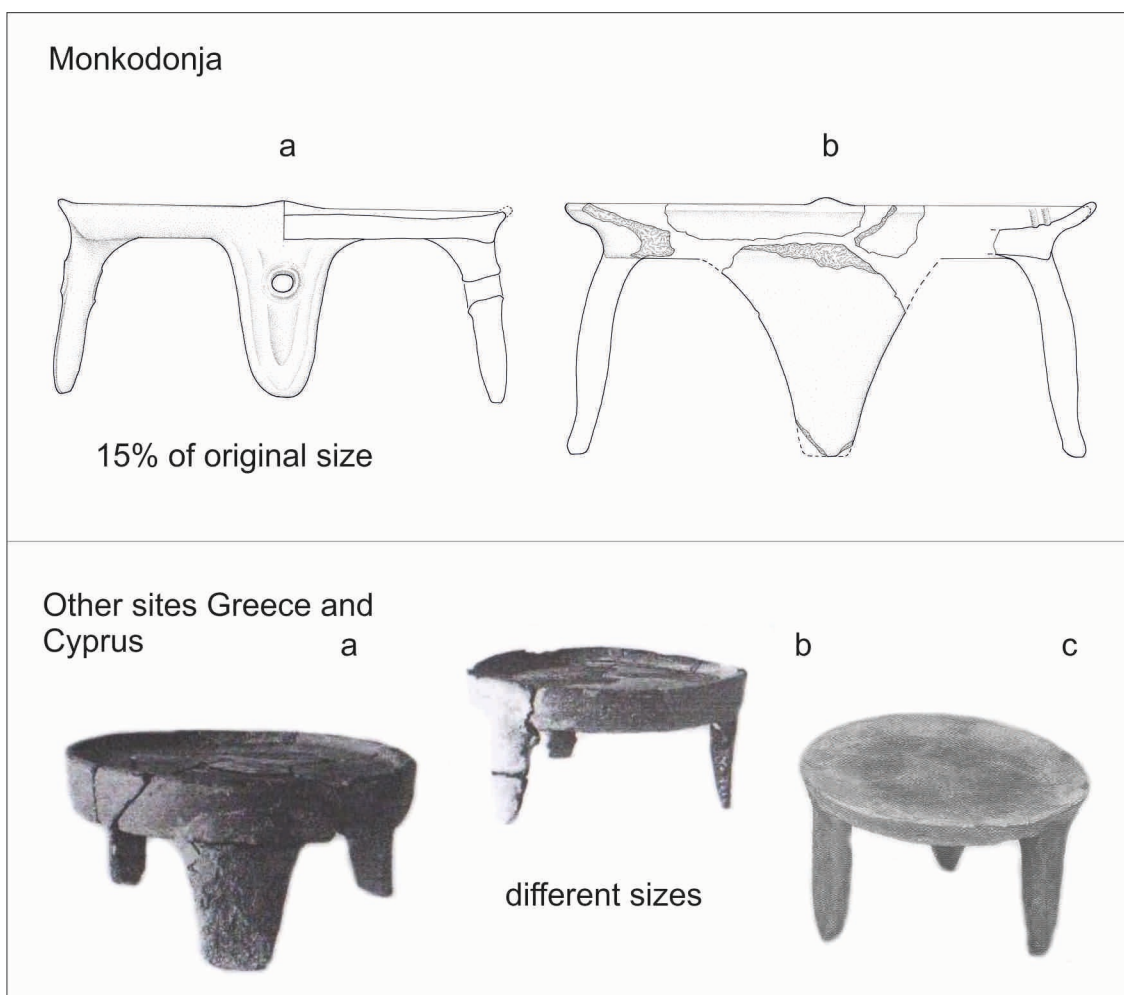 Monkodonja
a
b
15% of original size
Other sites Greece and
Cyprus
a
b
c
different sizes